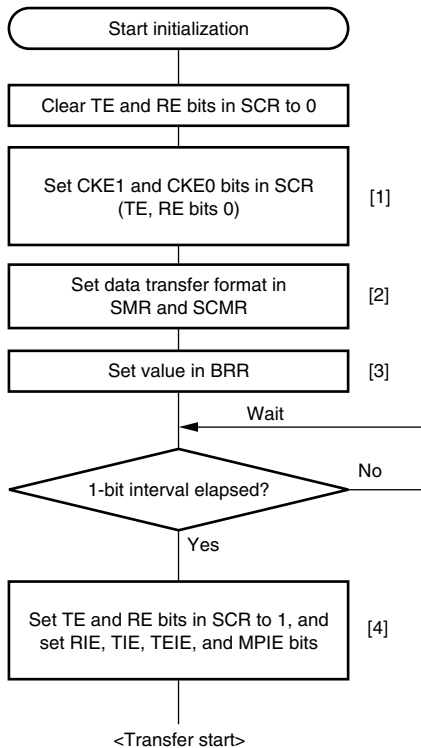 Start initialization
Clear TE and RE bits in SCR to 0
Set CKE1 and CKE0 bits in SCR
(TE, RE bits 0)
[1]
Set data transfer format in
SMR and SCMR
[2]
Set value in BRR
[3]
Wait
1-bit interval elapsed?
No
Yes
Set TE and RE bits in SCR to 1, and
set RIE, TIE, TEIE, and MPIE bits
[4]
<Transfer start>